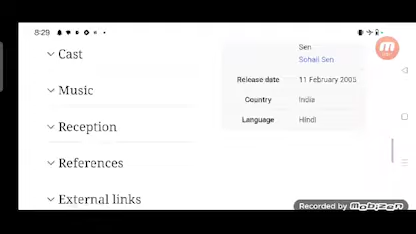 8:29
Cast
Music
Reception
References
External links
Sen
Sohail Sen
Release date 11 February 2005
Country India
Language Hindi
Recorded by Mobizen